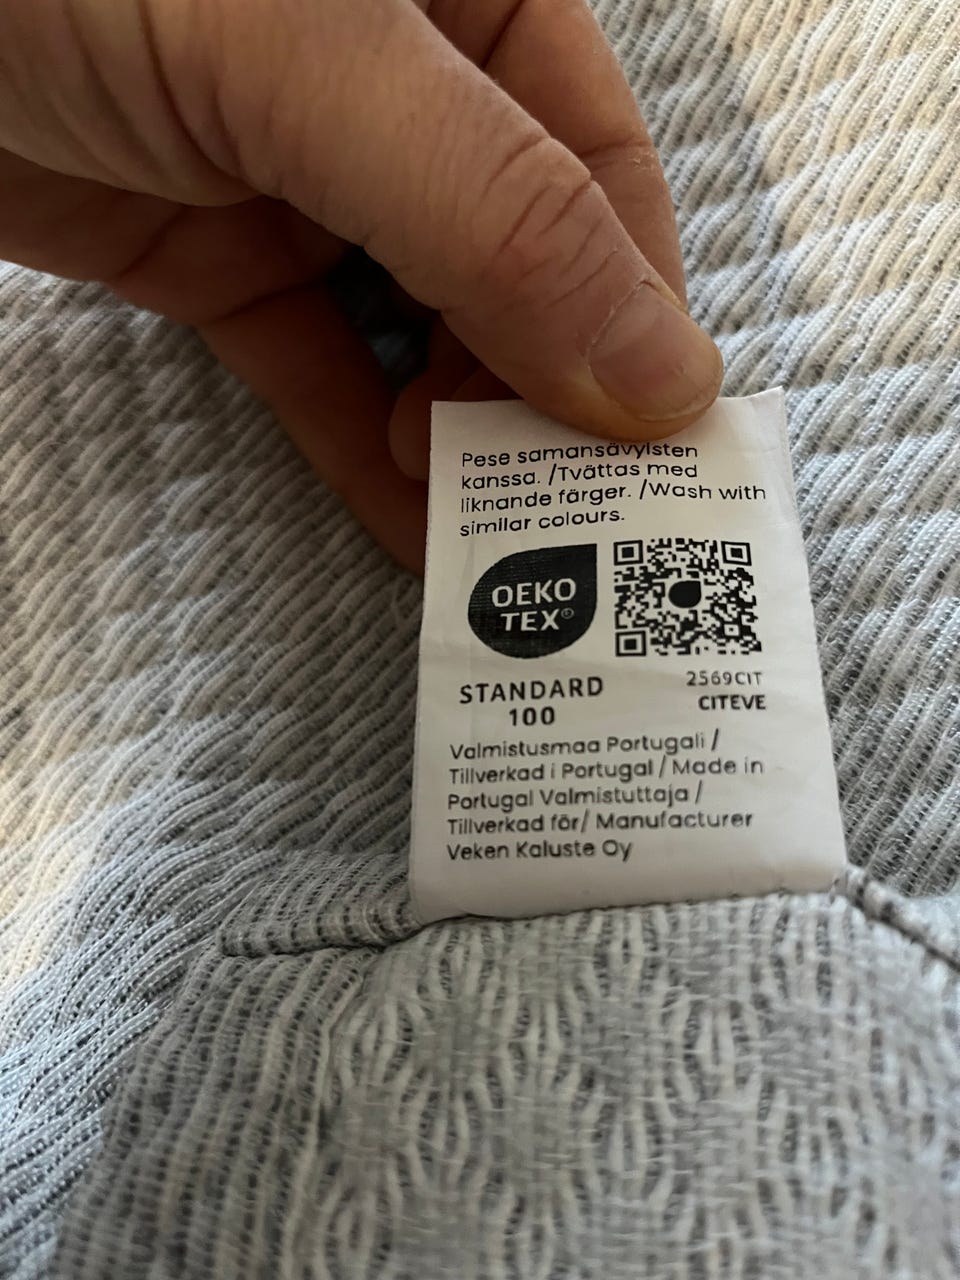 Pese samansävyisten
kanssa. /Tvättas med
liknande färger. /Wash with
similar colours.
OEKO
TEX®
STANDARD
100
2569CIT
CITEVE
Valmistusmaa Portugali /
Tillverkad i Portugal / Made in
Portugal Valmistuttaja /
Tillverkad för/ Manufacturer
Veken Kaluste Oy